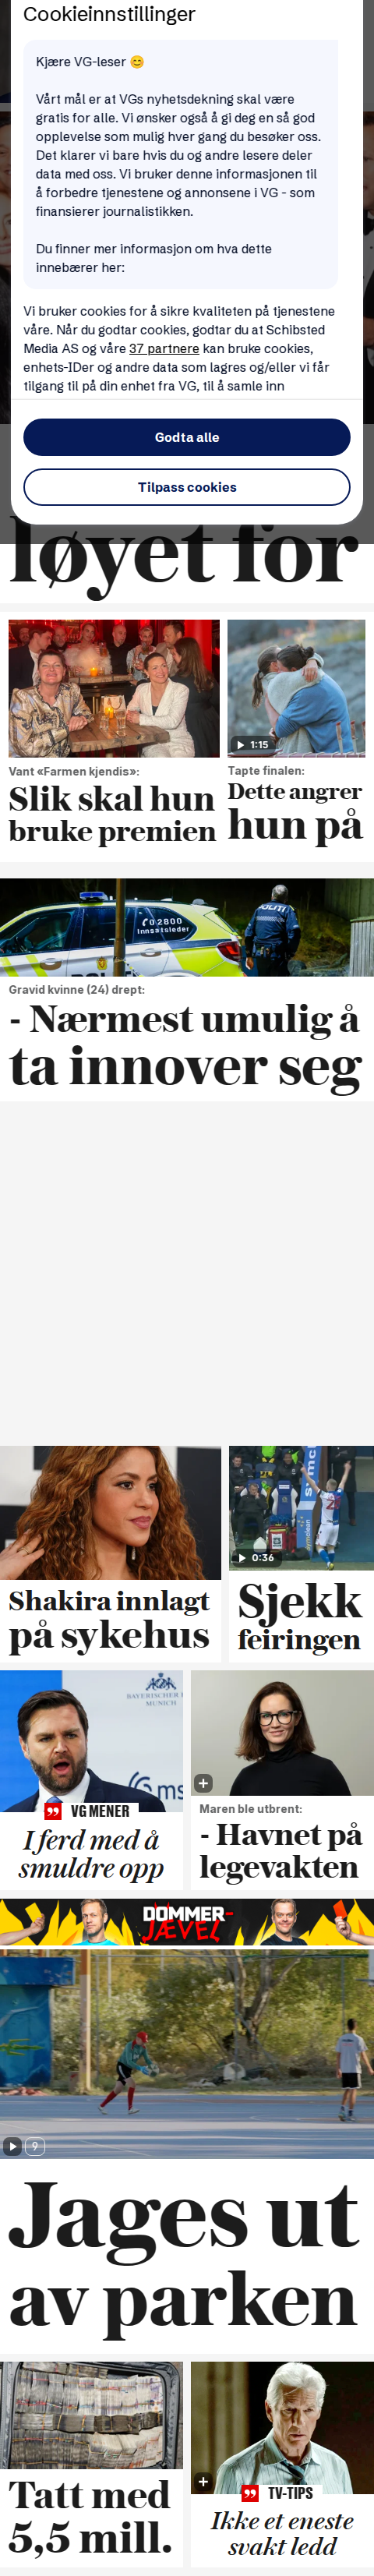 Cookieinnstillinger
Kjære VG-leser 😊
Vårt mål er at VGs nyhetsdekning skal være
gratis for alle. Vi ønsker også å gi deg en så god
opplevelse som mulig hver gang du besøker oss.
Det klarer vi bare hvis du og andre lesere deler
data med oss. Vi bruker denne informasjonen til
å forbedre tjenestene og annonsene i VG - som
finansierer journalistikken.
Du finner mer informasjon om hva dette
innebærer her:
Vi bruker cookies for å sikre kvaliteten på tjenestene
våre. Når du godtar cookies, godtar du at Schibsted
Media AS og våre 37 partnere kan bruke cookies,
enhets-IDer og andre data som lagres og/eller vi får
tilgang til på din enhet fra VG, til å samle inn
Godta alle
Tilpass cookies
løyet for
1:15
Vant «Farmen kjendis»:
Slik skal hun
bruke premien
Tapte finalen:
Dette angrer
hun på
02800
Innsatsleder
POLITI
Gravid kvinne (24) drept:
- Nærmest umulig å
ta innover seg
0:36
Shakira innlagt
på sykehus
Sjekk
feiringen
BAYERISCHER
MUNICH
VG MENER
I ferd med å
smuldre opp
Maren ble utbrent:
- Havnet på
legevakten
DOMMER-
JÆVEL
9
Jages ut
av parken
Tatt med
5,5 mill.
TV-TIPS
Ikke et eneste
svakt ledd